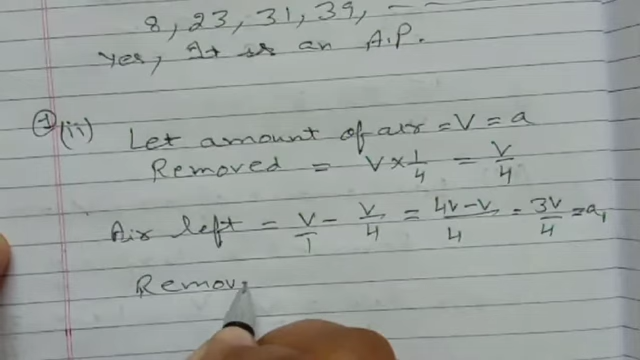 8, 23, 31, 39, - -
Yes, It is an A.P.
① (ii) Let amount of air = V = a
Removed = V × 1/4 = V/4
Air left = V/1 - V/4 = 4V-V/4 = 3V/4 = a₁
Remov